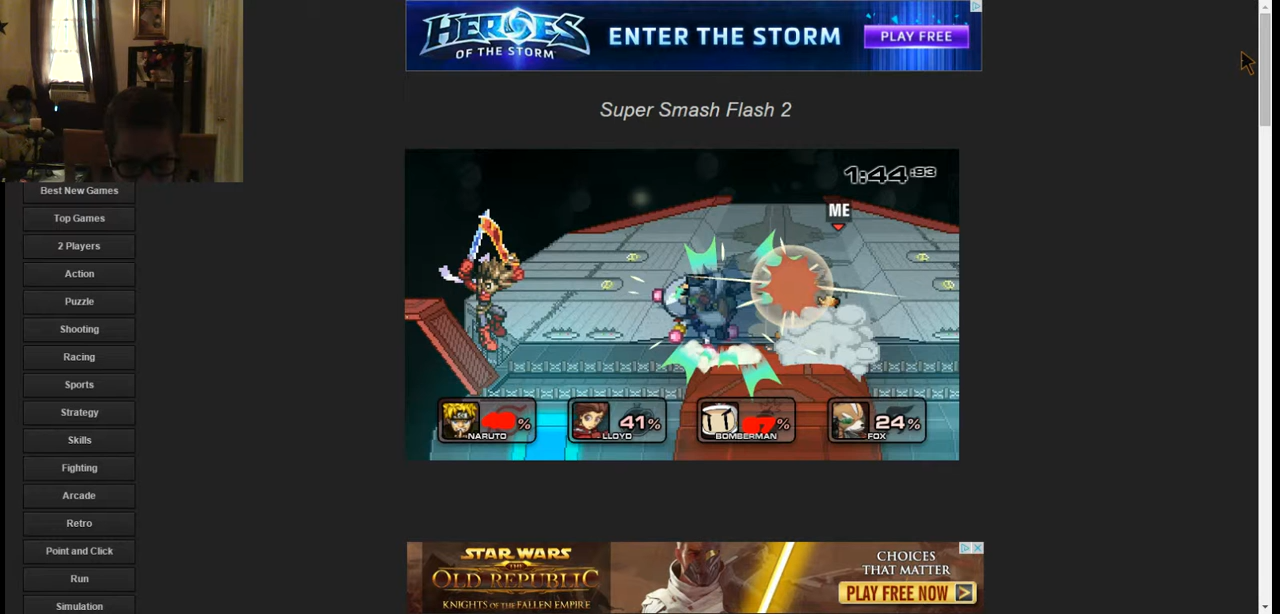 HEROES
OF THE STORM
ENTER THE STORM
PLAY FREE
Super Smash Flash 2
1:44:93
ME
Best New Games
Top Games
2 Players
Action
Puzzle
Shooting
Racing
Sports
Strategy
Skills
Fighting
Arcade
Retro
Point and Click
Run
Simulation
%
NARUTO
41%
LLOYD
%
BOMBERMAN
24%
FOX
STAR WARS
THE
OLD REPUBLIC
KNIGHTS OF THE FALLEN EMPIRE
CHOICES
THAT MATTER
PLAY FREE NOW